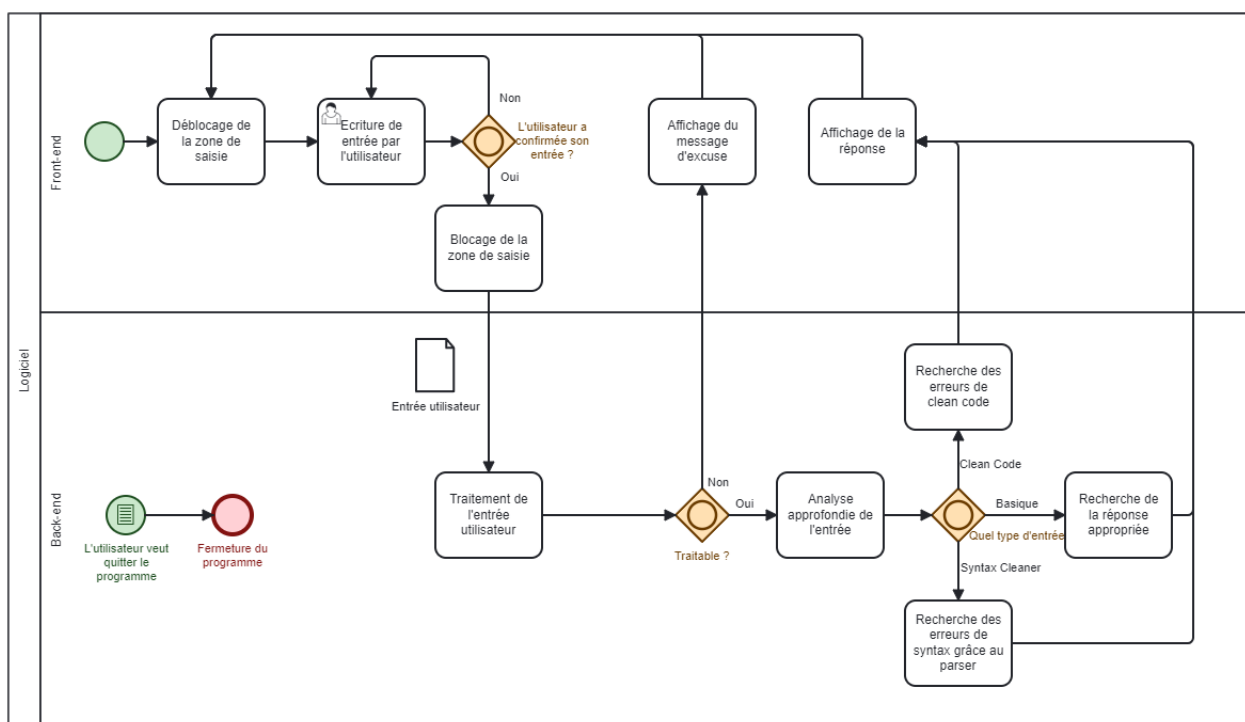 Logiciel
Front-end
Déblocage de
la zone de
saisie
Ecriture de
entrée par
l'utilisateur
Non
L'utilisateur a
confirmée son
entrée ?
Oui
Blocage de la
zone de saisie
Affichage du
message
d'excuse
Affichage de la
réponse
Back-end
Entrée utilisateur
L'utilisateur veut
quitter le
programme
Fermeture du
programme
Traitement de
l'entrée
utilisateur
Non
Oui
Traitable ?
Analyse
approfondie de
l'entrée
Recherche des
erreurs de
clean code
Clean Code
Basique
Quel type d'entrée
Syntax Cleaner
Recherche de
la réponse
appropriée
Recherche des
erreurs de
syntax grâce au
parser